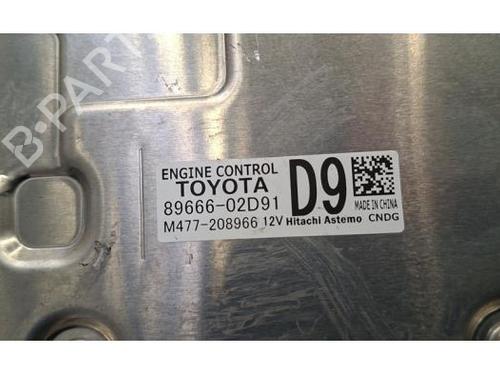 B-PARTS
ENGINE CONTROL
TOYOTA
89666-02D91
D9
MADE IN CHINA
M477-208966 12V Hitachi Astemo CNDG